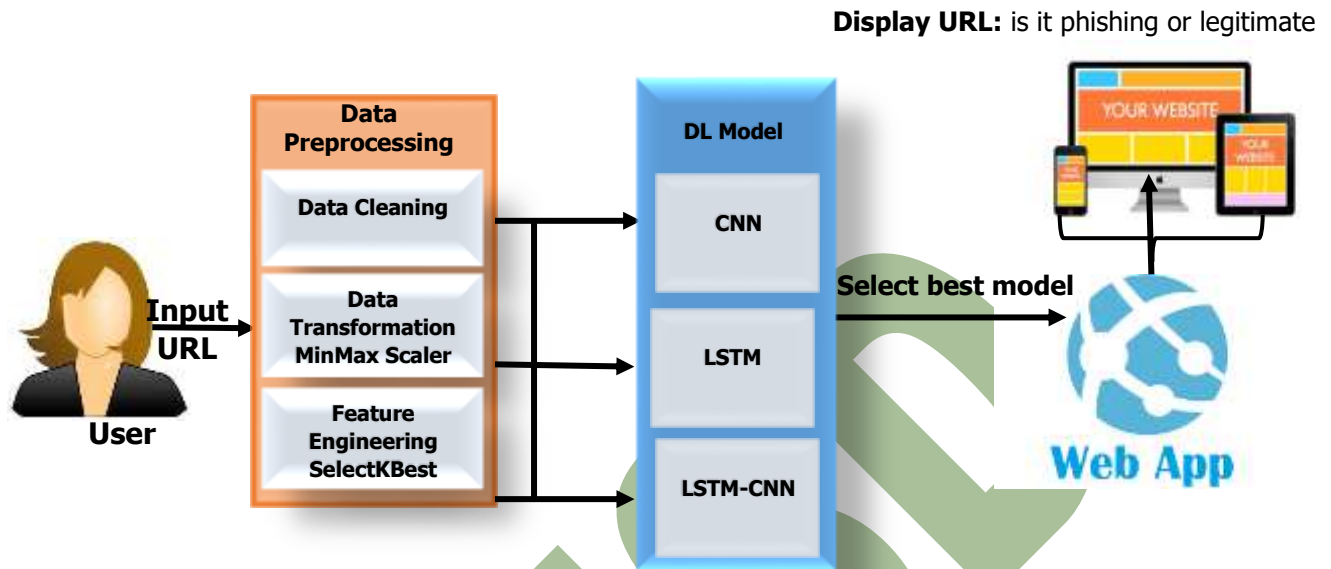 Display URL: is it phishing or legitimate
Data
Preprocessing
Data Cleaning
Data
Transformation
MinMax Scaler
Feature
Engineering
SelectKBest
Input
URL
User
DL Model
CNN
LSTM
LSTM-CNN
Select best model
YOUR WEBSITE
YOUR
WEBSITE
Web App